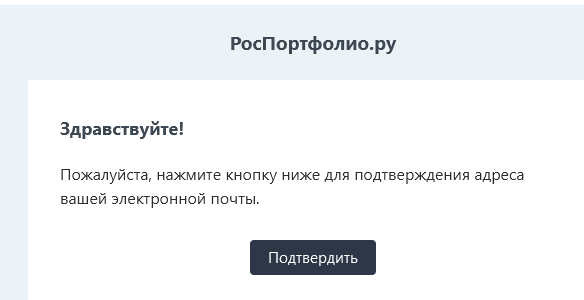 РосПортфолио.ру
Здравствуйте!
Пожалуйста, нажмите кнопку ниже для подтверждения адреса
вашей электронной почты.
Подтвердить